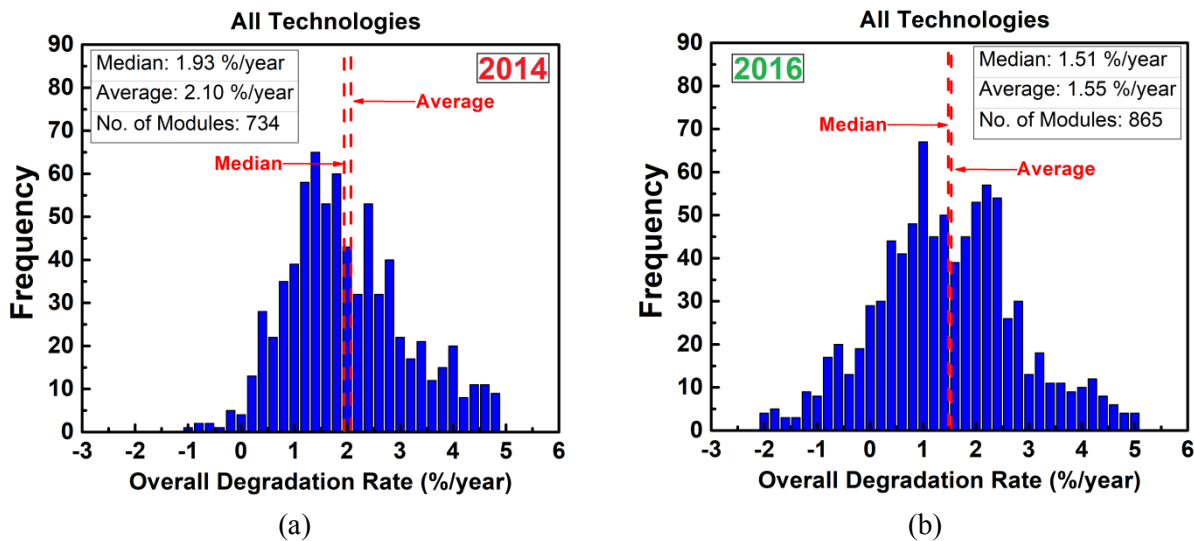 All Technologies
90
80
70
60
50
40
30
20
10
0
Frequency
Median: 1.93 %/year
Average: 2.10 %/year
No. of Modules: 734
2014
Average
Median
-3 -2 -1 0 1 2 3 4 5 6
Overall Degradation Rate (%/year)
(a)
All Technologies
90
80
70
60
50
40
30
20
10
0
Frequency
2016
Median: 1.51 %/year
Average: 1.55 %/year
No. of Modules: 865
Median
Average
-3 -2 -1 0 1 2 3 4 5 6
Overall Degradation Rate (%/year)
(b)